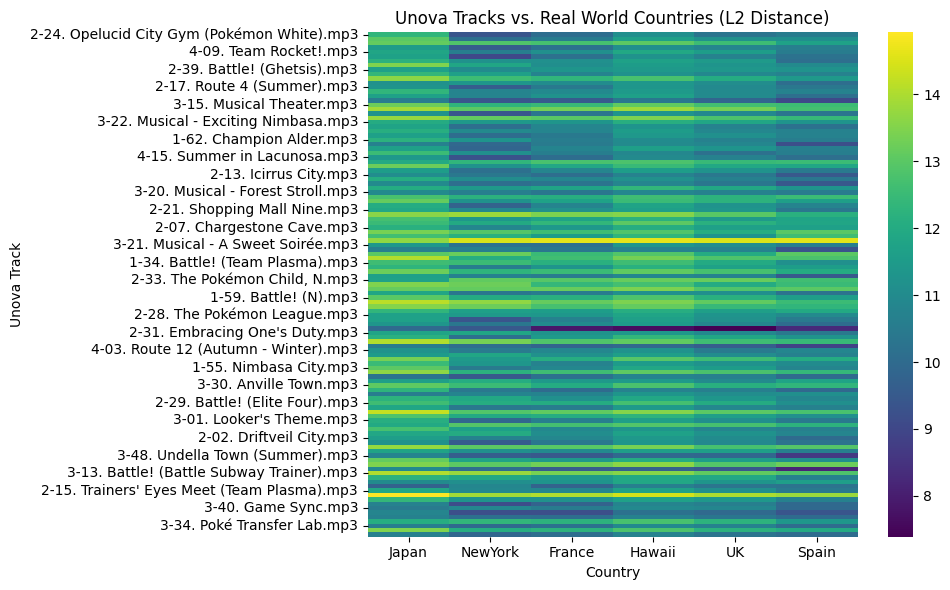 Unova Tracks vs. Real World Countries (L2 Distance)
2-24. Opelucid City Gym (Pokémon White).mp3
4-09. Team Rocket!.mp3
2-39. Battle! (Ghetsis).mp3
2-17. Route 4 (Summer).mp3
3-15. Musical Theater.mp3
3-22. Musical - Exciting Nimbasa.mp3
1-62. Champion Alder.mp3
4-15. Summer in Lacunosa.mp3
2-13. Icirrus City.mp3
3-20. Musical - Forest Stroll.mp3
2-21. Shopping Mall Nine.mp3
2-07. Chargestone Cave.mp3
3-21. Musical - A Sweet Soirée.mp3
1-34. Battle! (Team Plasma).mp3
2-33. The Pokémon Child, N.mp3
1-59. Battle! (N).mp3
2-28. The Pokémon League.mp3
2-31. Embracing One's Duty.mp3
4-03. Route 12 (Autumn - Winter).mp3
1-55. Nimbasa City.mp3
3-30. Anville Town.mp3
2-29. Battle! (Elite Four).mp3
3-01. Looker's Theme.mp3
2-02. Driftveil City.mp3
3-48. Undella Town (Summer).mp3
3-13. Battle! (Battle Subway Trainer).mp3
2-15. Trainers' Eyes Meet (Team Plasma).mp3
3-40. Game Sync.mp3
3-34. Poké Transfer Lab.mp3
Unova Track
Japan NewYork France Hawaii UK Spain
Country
14
13
12
11
10
9
8